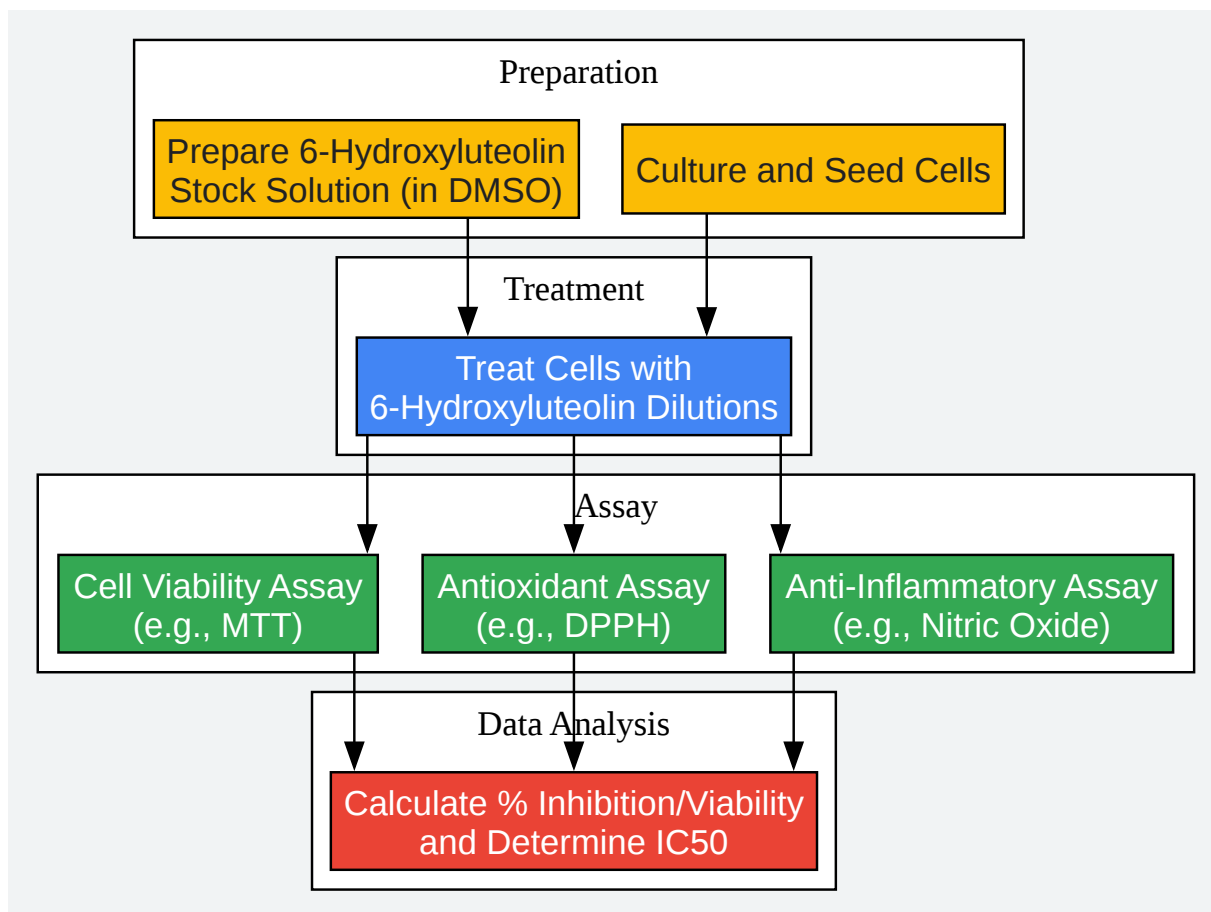 Preparation
Prepare 6-Hydroxyluteolin
Stock Solution (in DMSO)
Culture and Seed Cells
Treatment
Treat Cells with
6-Hydroxyluteolin Dilutions
Assay
Cell Viability Assay
(e.g., MTT)
Antioxidant Assay
(e.g., DPPH)
Anti-Inflammatory Assay
(e.g., Nitric Oxide)
Data Analysis
Calculate % Inhibition/Viability
and Determine IC50